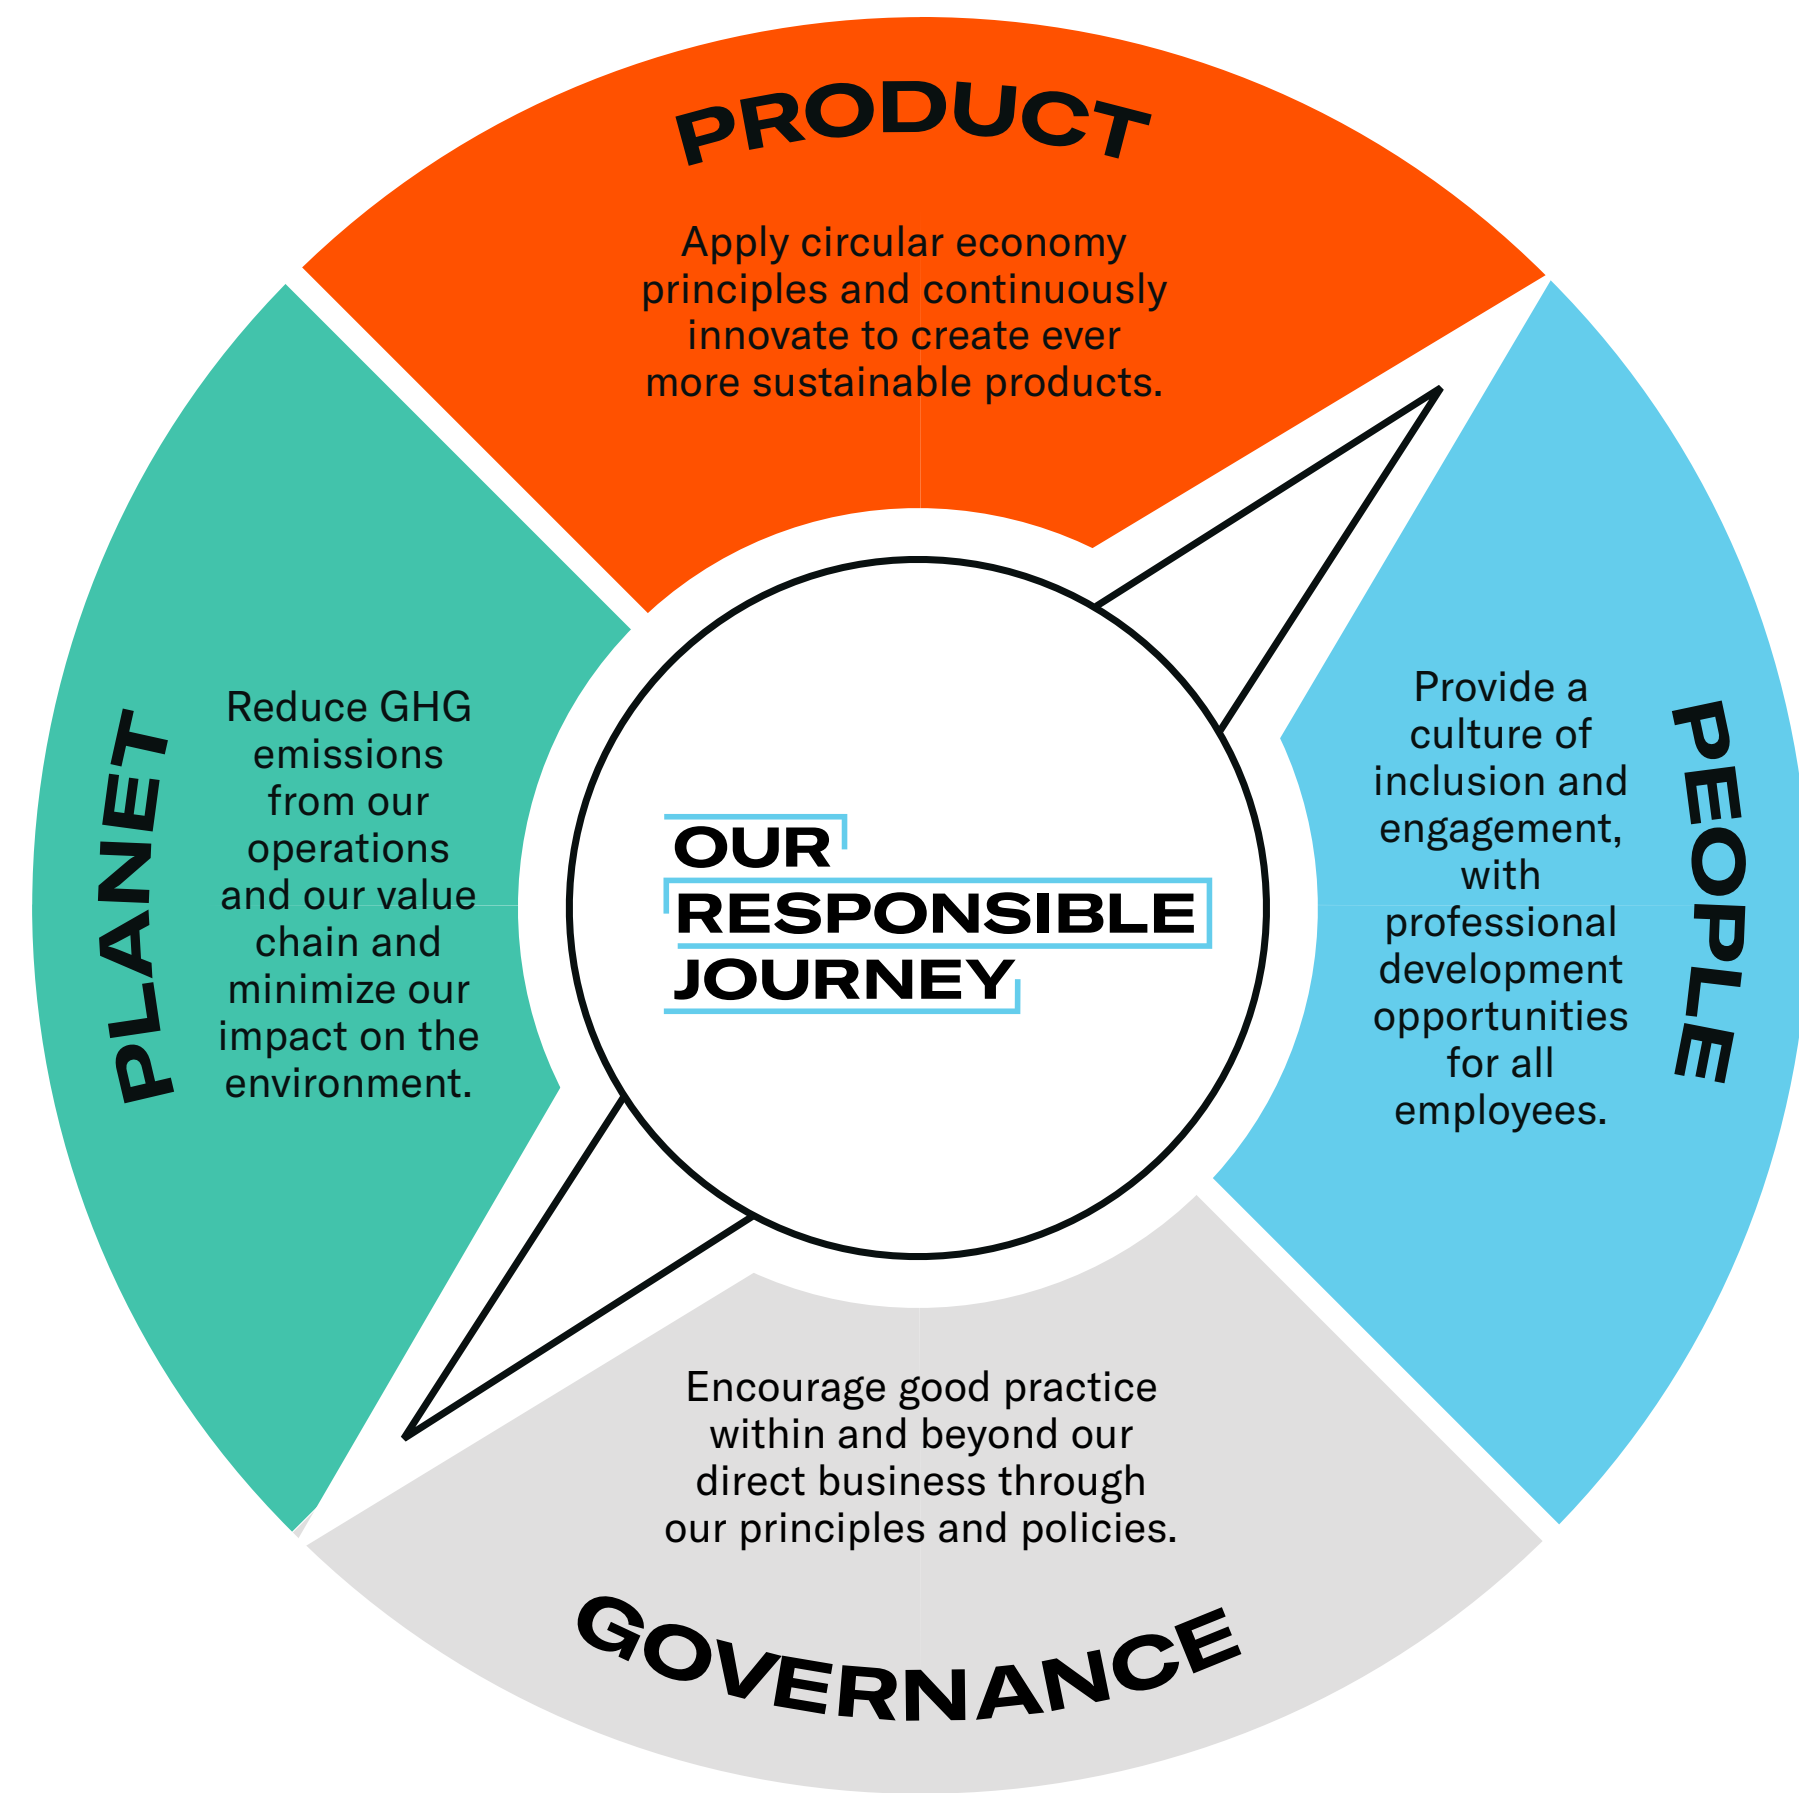 PRODUCT
Apply circular economy
principles and continuously
innovate to create ever
more sustainable products.
PLANET
Reduce GHG
emissions
from our
operations
and our value
chain and
minimize our
impact on the
environment.
OUR
RESPONSIBLE
JOURNEY
Provide a
culture of
inclusion and
engagement,
with
professional
development
opportunities
for all
employees.
PEOPLE
Encourage good practice
within and beyond our
direct business through
our principles and policies.
GOVERNANCE